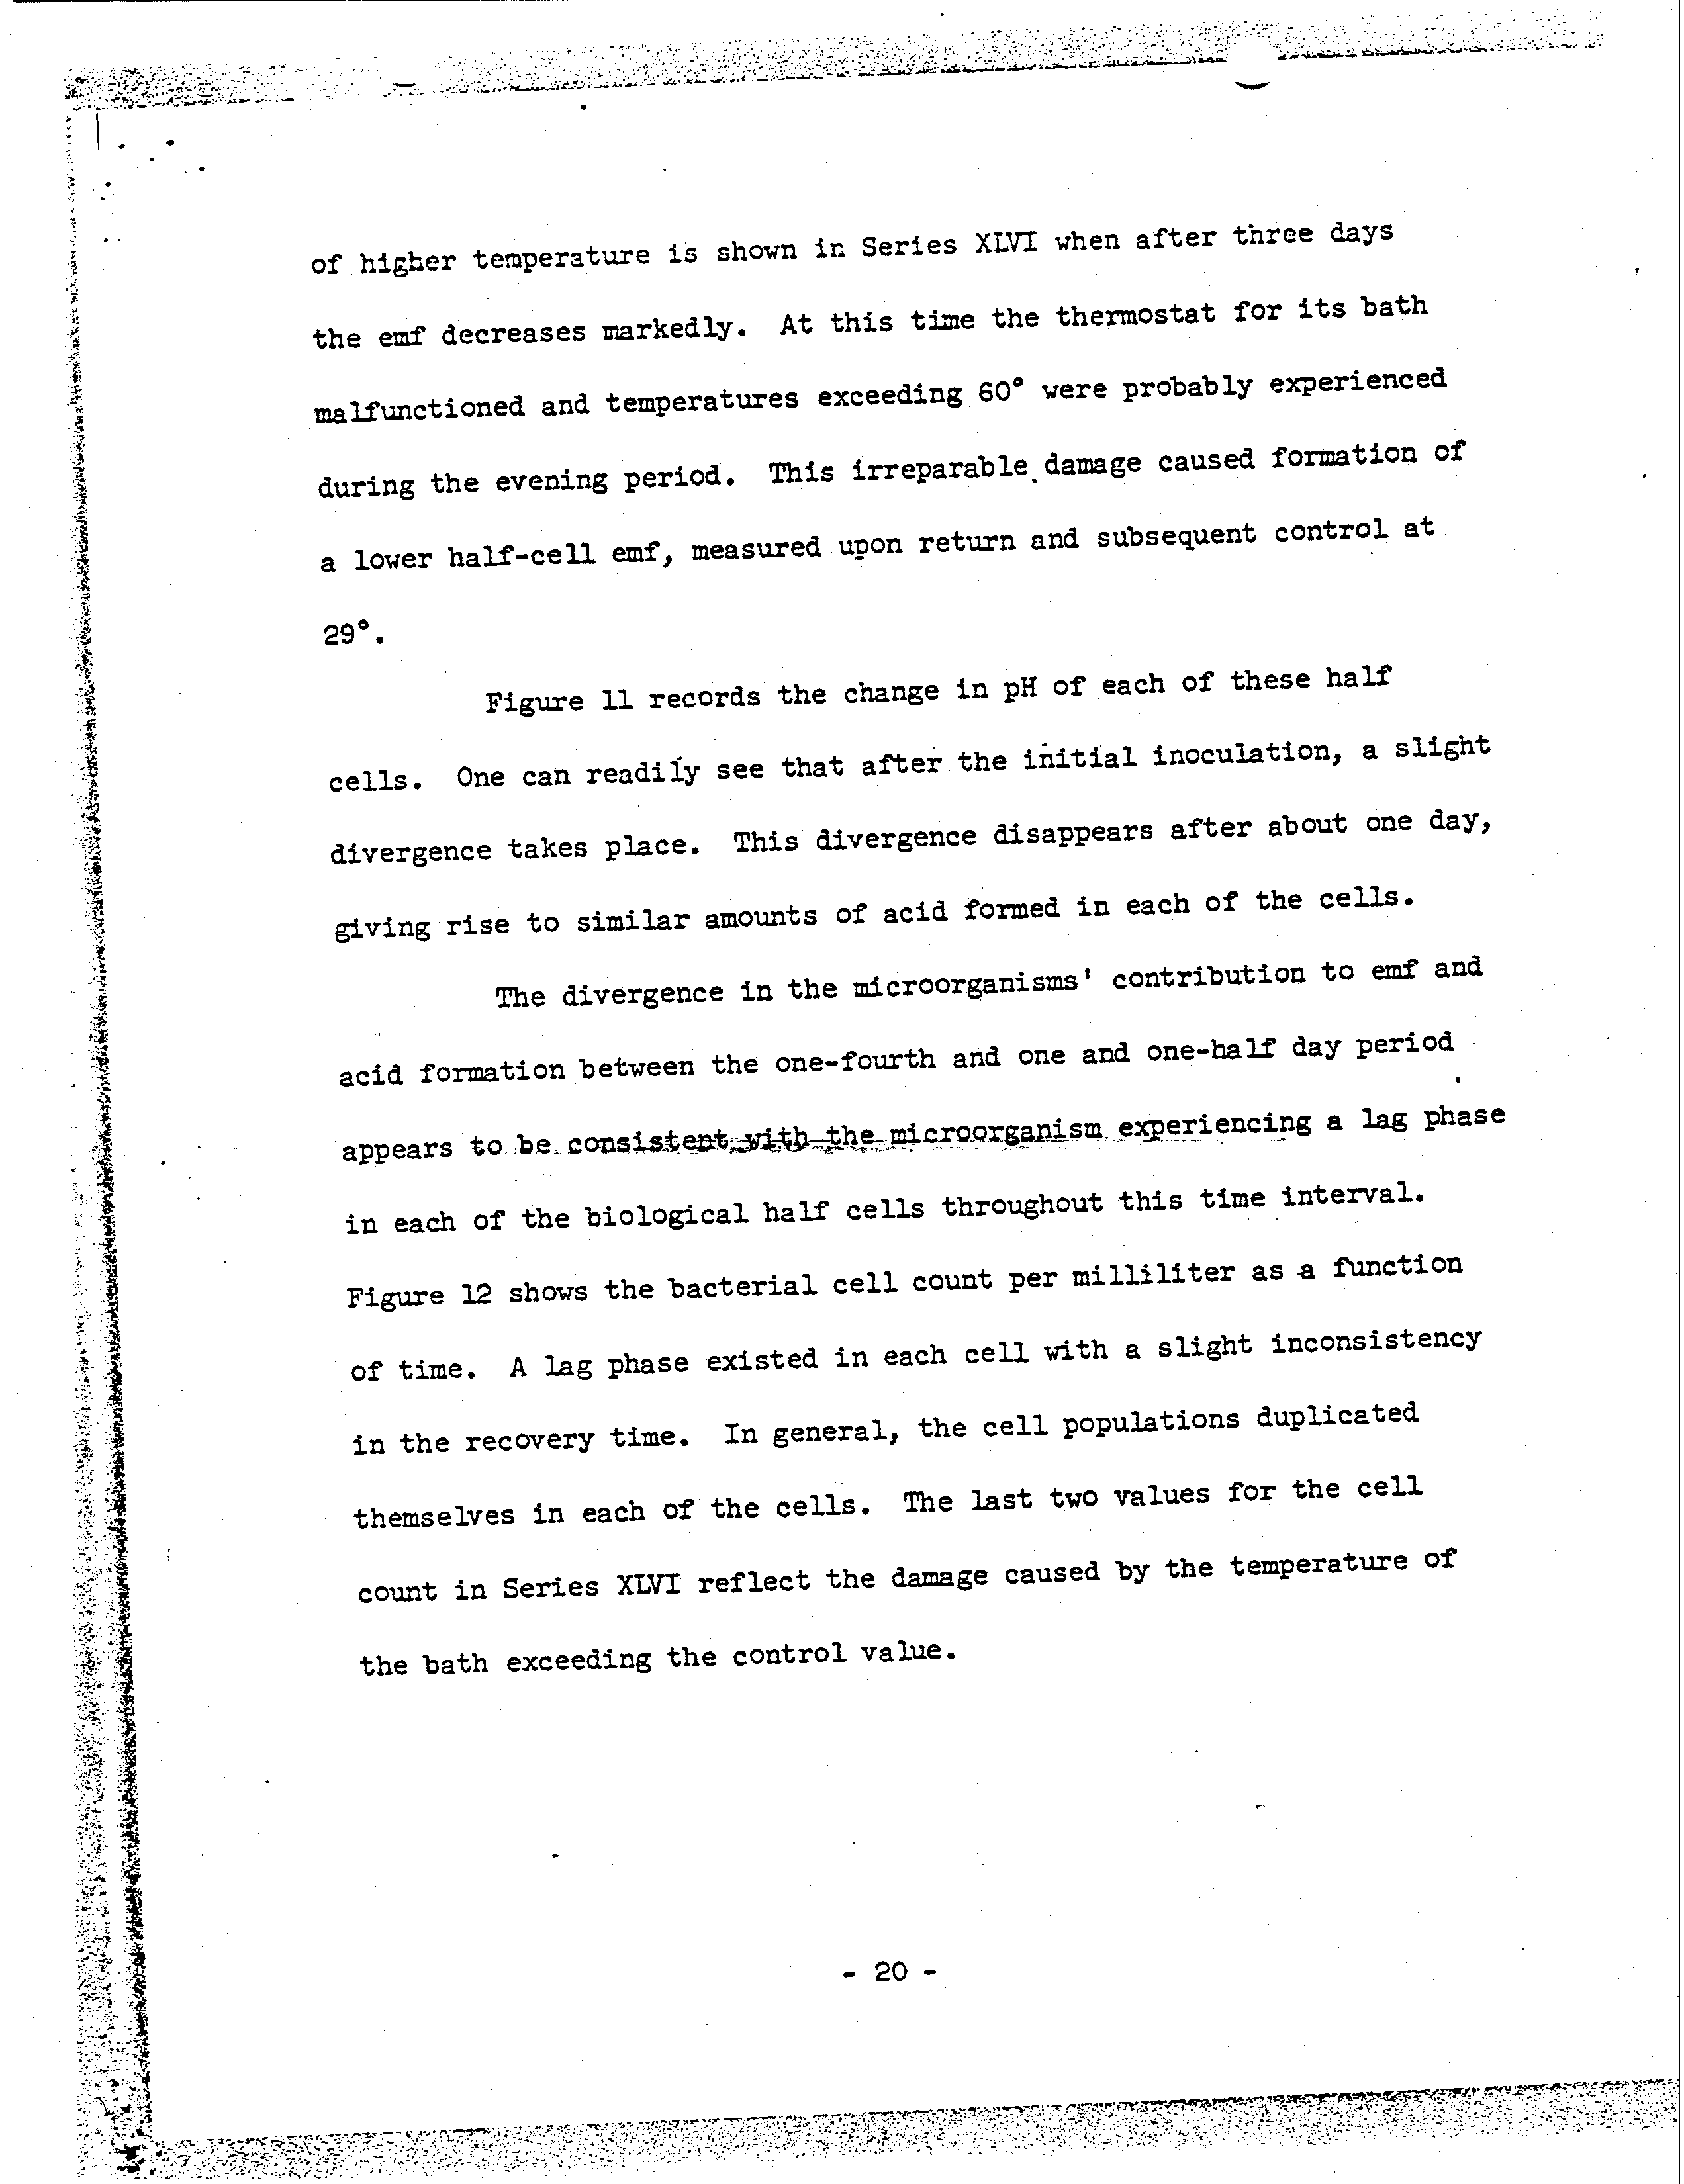 of higher temperature is shown in Series XLVI when after three days
the emf decreases markedly. At this time the thermostat for its bath
malfunctioned and temperatures exceeding 60° were probably experienced
during the evening period. This irreparable damage caused formation of
a lower half-cell emf, measured upon return and subsequent control at
29°.
Figure 11 records the change in pH of each of these half
cells. One can readily see that after the initial inoculation, a slight
divergence takes place. This divergence disappears after about one day,
giving rise to similar amounts of acid formed in each of the cells.
The divergence in the microorganisms' contribution to emf and
acid formation between the one-fourth and one and one-half day period
appears to be consistent with the microorganism experiencing a lag phase
in each of the biological half cells throughout this time interval.
Figure 12 shows the bacterial cell count per milliliter as a function
of time. A lag phase existed in each cell with a slight inconsistency
in the recovery time. In general, the cell populations duplicated
themselves in each of the cells. The last two values for the cell
count in Series XLVI reflect the damage caused by the temperature of
the bath exceeding the control value.
- 20 -